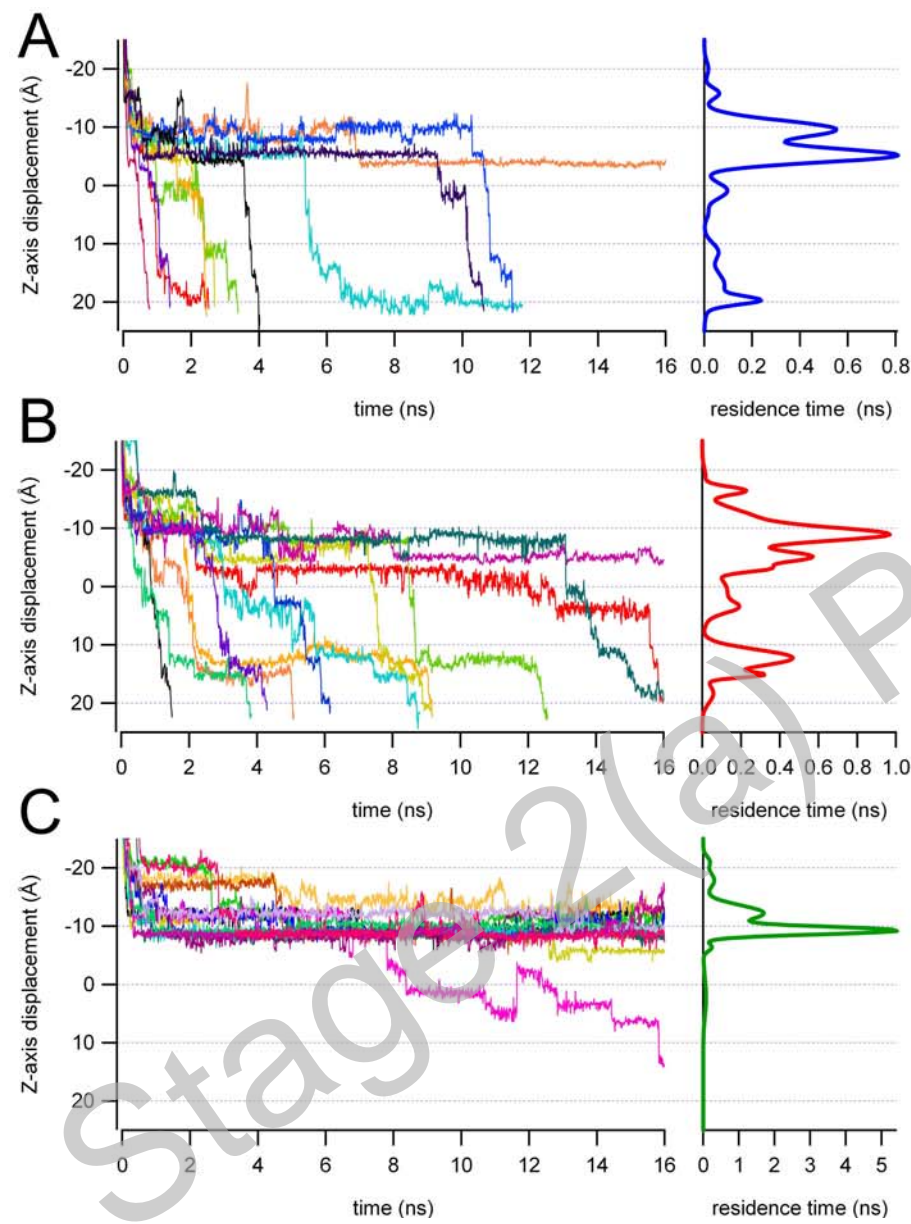 A
Z-axis displacement (Å)
-20
-10
0
10
20
0 2 4 6 8 10 12 14 16
0.0 0.2 0.4 0.6 0.8
time (ns)
residence time (ns)
B
Z-axis displacement (Å)
-20
-10
0
10
20
0 2 4 6 8 10 12 14 16
0.0 0.2 0.4 0.6 0.8 1.0
time (ns)
residence time (ns)
C
Z-axis displacement (Å)
-20
-10
0
10
20
0 2 4 6 8 10 12 14 16
0 1 2 3 4 5
time (ns)
residence time (ns)
Stage 2(a) P